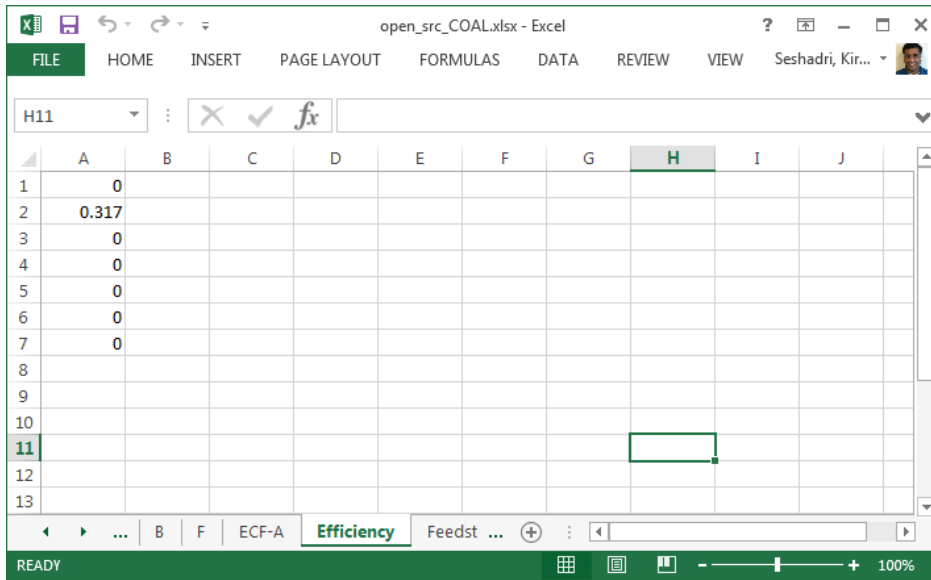 open_src_COAL.xlsx - Excel
FILE HOME INSERT PAGE LAYOUT FORMULAS DATA REVIEW VIEW Seshadri, Kir...
H11 fx
A B C D E F G H I J
1 0
2 0.317
3 0
4 0
5 0
6 0
7 0
8
9
10
11
12
13
... B F ECF-A Efficiency Feedst ...
READY 100%